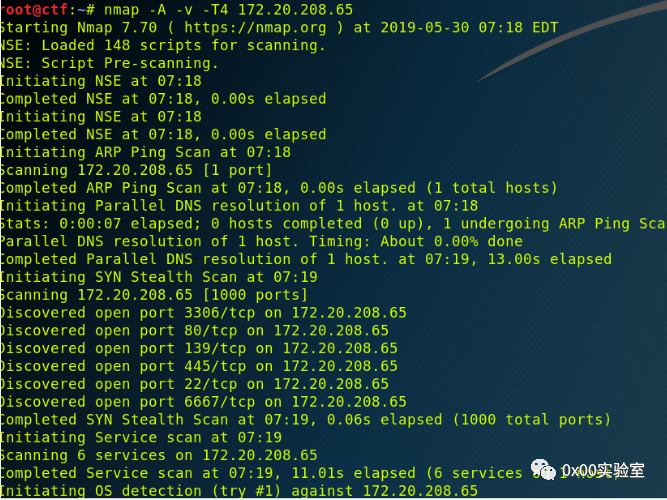 root@ctf:~# nmap -A -v -T4 172.20.208.65
Starting Nmap 7.70 ( https://nmap.org ) at 2019-05-30 07:18 EDT
NSE: Loaded 148 scripts for scanning.
NSE: Script Pre-scanning.
Initiating NSE at 07:18
Completed NSE at 07:18, 0.00s elapsed
Initiating NSE at 07:18
Completed NSE at 07:18, 0.00s elapsed
Initiating ARP Ping Scan at 07:18
Scanning 172.20.208.65 [1 port]
Completed ARP Ping Scan at 07:18, 0.00s elapsed (1 total hosts)
Initiating Parallel DNS resolution of 1 host. at 07:18
Stats: 0:00:07 elapsed; 0 hosts completed (0 up), 1 undergoing ARP Ping Sca
Parallel DNS resolution of 1 host. Timing: About 0.00% done
Completed Parallel DNS resolution of 1 host. at 07:19, 13.00s elapsed
Initiating SYN Stealth Scan at 07:19
Scanning 172.20.208.65 [1000 ports]
Discovered open port 3306/tcp on 172.20.208.65
Discovered open port 80/tcp on 172.20.208.65
Discovered open port 139/tcp on 172.20.208.65
Discovered open port 445/tcp on 172.20.208.65
Discovered open port 22/tcp on 172.20.208.65
Discovered open port 6667/tcp on 172.20.208.65
Completed SYN Stealth Scan at 07:19, 0.06s elapsed (1000 total ports)
Initiating Service scan at 07:19
Scanning 6 services on 172.20.208.65
Completed Service scan at 07:19, 11.01s elapsed (6 services 1
Initiating OS detection (try #1) against 172.20.208.65
0x00实验室